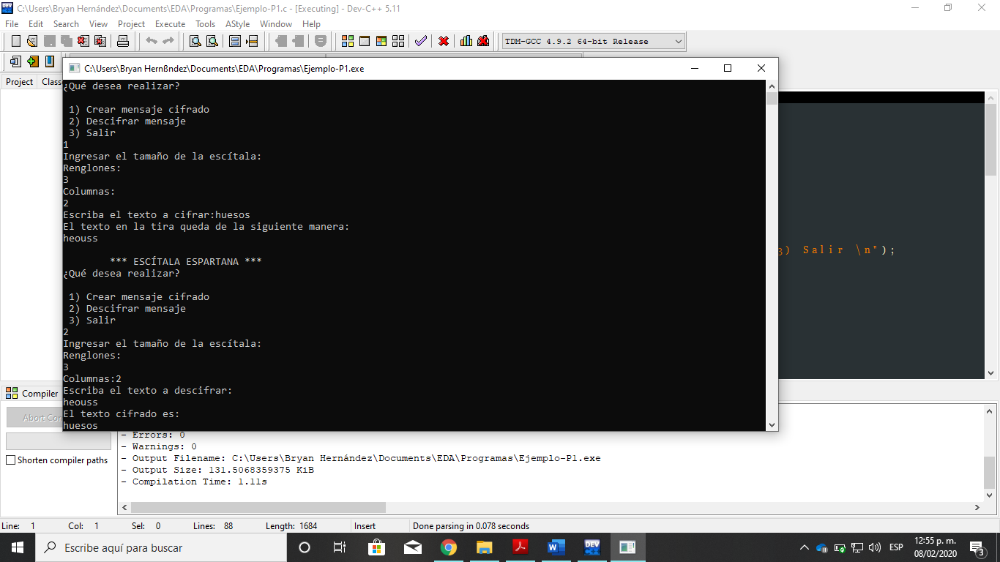 C:\Users\Bryan Hernández\Documents\EDA\Programas\Ejemplo-P1.c - [Executing] - Dev-C++ 5.11
File Edit Search View Project Execute Tools AStyle Window Help
TDM-GCC 4.9.2 64-bit Release
Project Class
C:\Users\Bryan Hernßndez\Documents\EDA\Programas\Ejemplo-P1.exe
¿Qué desea realizar?
1) Crear mensaje cifrado
2) Descifrar mensaje
3) Salir
1
Ingresar el tamaño de la escítala:
Renglones:
3
Columnas:
2
Escriba el texto a cifrar:huesos
El texto en la tira queda de la siguiente manera:
heouss
*** ESCÍTALA ESPARTANA ***
¿Qué desea realizar?
1) Crear mensaje cifrado
2) Descifrar mensaje
3) Salir
2
Ingresar el tamaño de la escítala:
Renglones:
3
Columnas:2
Escriba el texto a descifrar:
heouss
El texto cifrado es:
huesos
3) Salir \n");
Compiler
Abort Con
Shorten compiler paths
- Errors: 0
- Warnings: 0
- Output Filename: C:\Users\Bryan Hernández\Documents\EDA\Programas\Ejemplo-P1.exe
- Output Size: 131.5068359375 KiB
- Compilation Time: 1.11s
Line: 1 Col: 1 Sel: 0 Lines: 88 Length: 1684 Insert Done parsing in 0.078 seconds
Escribe aquí para buscar
DEV C++
ESP
12:55 p. m.
08/02/2020
3